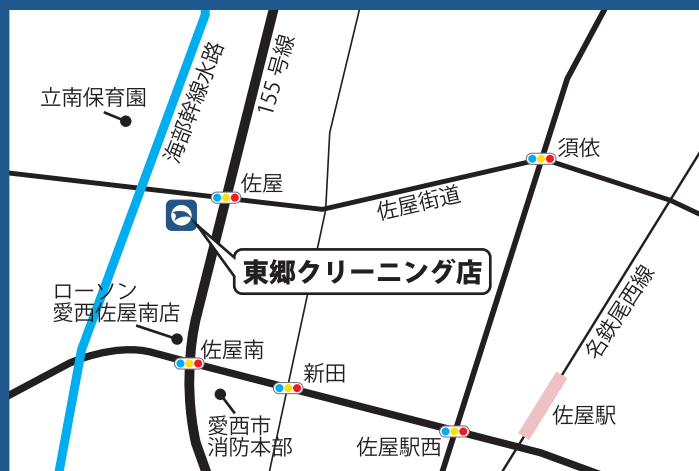 立南保育園
海部幹線水路
155 号線
佐屋
須依
佐屋街道
東郷クリーニング店
ローソン
愛西佐屋南店
名鉄尾西線
佐屋南
新田
愛西市
消防本部
佐屋駅西
佐屋駅